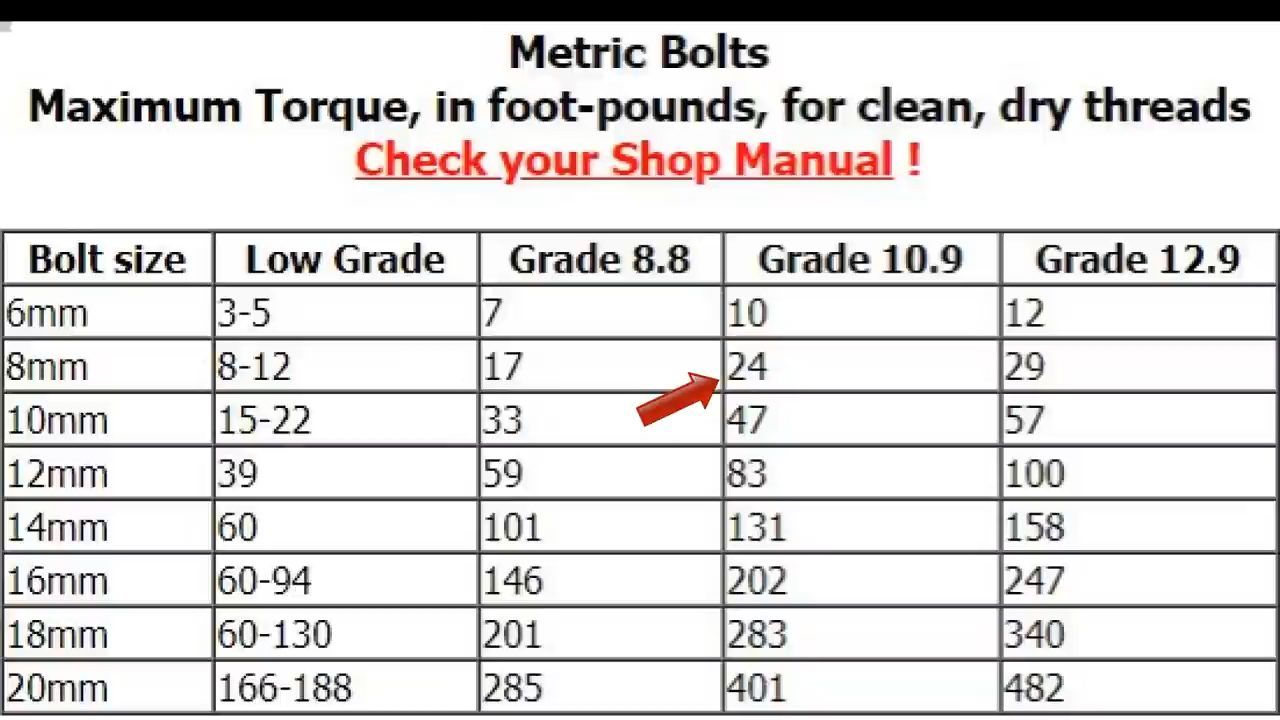 Metric Bolts
Maximum Torque, in foot-pounds, for clean, dry threads
Check your Shop Manual !
Bolt size Low Grade Grade 8.8 Grade 10.9 Grade 12.9
6mm 3-5 7 10 12
8mm 8-12 17 24 29
10mm 15-22 33 47 57
12mm 39 59 83 100
14mm 60 101 131 158
16mm 60-94 146 202 247
18mm 60-130 201 283 340
20mm 166-188 285 401 482